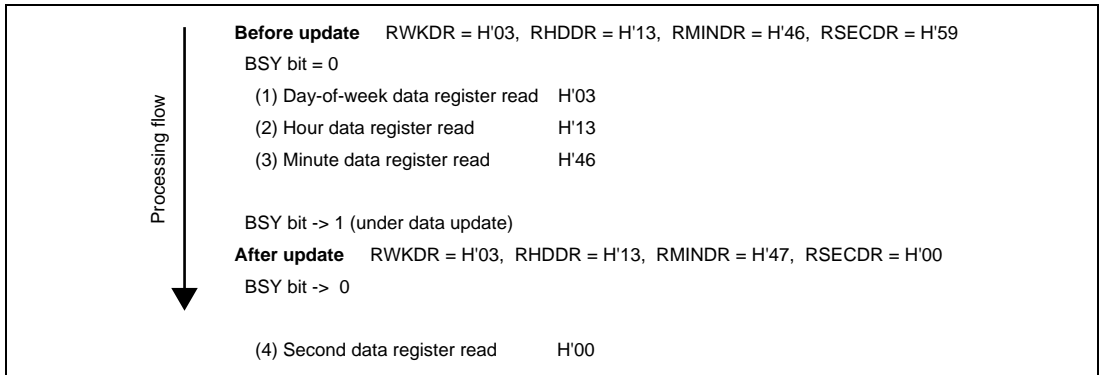 Processing flow
Before update RWKDR = H'03, RHDDR = H'13, RMINDR = H'46, RSECDR = H'59
BSY bit = 0
(1) Day-of-week data register read H'03
(2) Hour data register read H'13
(3) Minute data register read H'46
BSY bit -> 1 (under data update)
After update RWKDR = H'03, RHDDR = H'13, RMINDR = H'47, RSECDR = H'00
BSY bit -> 0
(4) Second data register read H'00